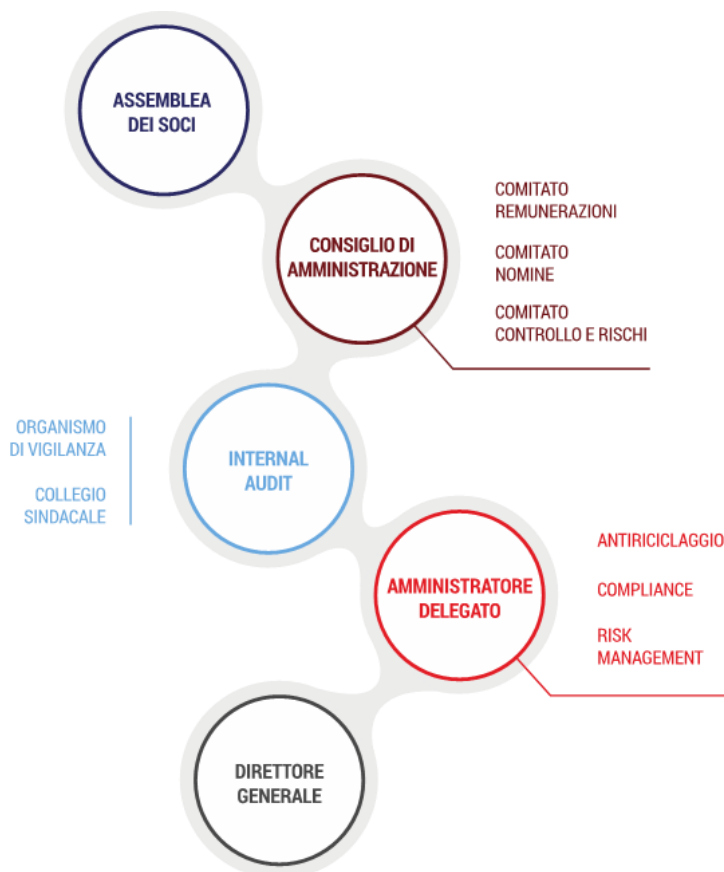 ASSEMBLEA
DEI SOCI
CONSIGLIO DI
AMMINISTRAZIONE
COMITATO
REMUNERAZIONI
COMITATO
NOMINE
COMITATO
CONTROLLO E RISCHI
ORGANISMO
DI VIGILANZA
COLLEGIO
SINDACALE
INTERNAL
AUDIT
AMMINISTRATORE
DELEGATO
ANTIRICICLAGGIO
COMPLIANCE
RISK
MANAGEMENT
DIRETTORE
GENERALE